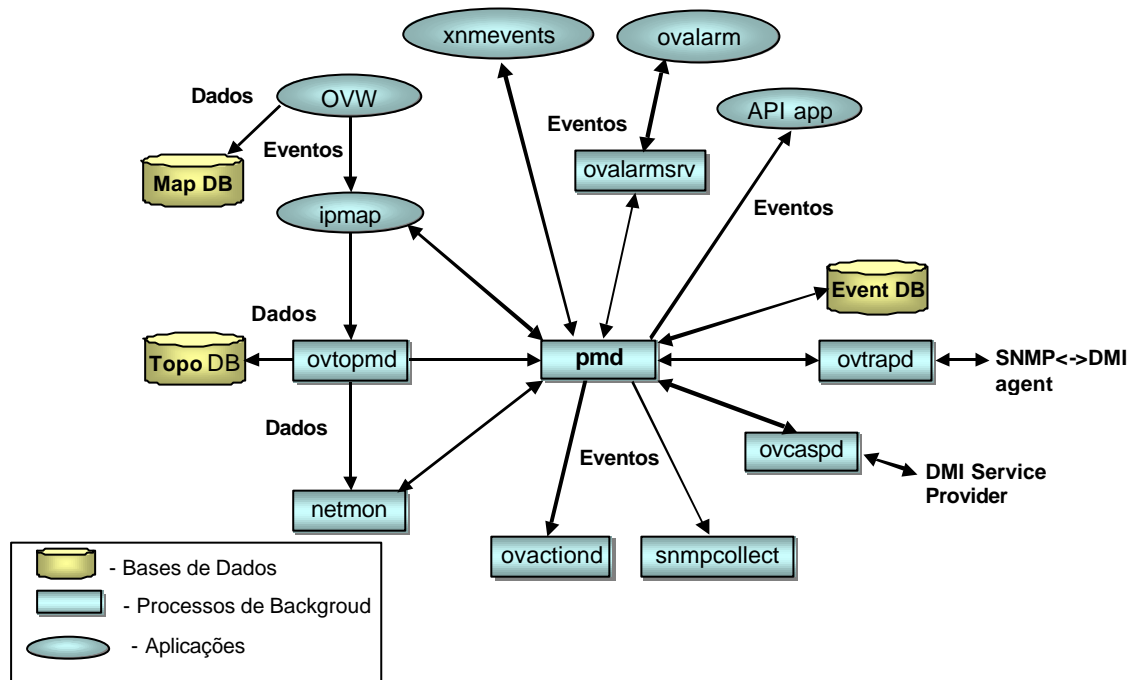 xnmevents
ovalarm
Dados
OVW
API app
Eventos
Eventos
Map DB
ovalarmsrv
ipmap
Eventos
Event DB
Dados
Topo DB
ovtopmd
pmd
ovtrapd
SNMP<->DMI
agent
Dados
Eventos
ovcaspd
DMI Service
Provider
netmon
ovactiond
snmpcollect
- Bases de Dados
- Processos de Backgroud
- Aplicações